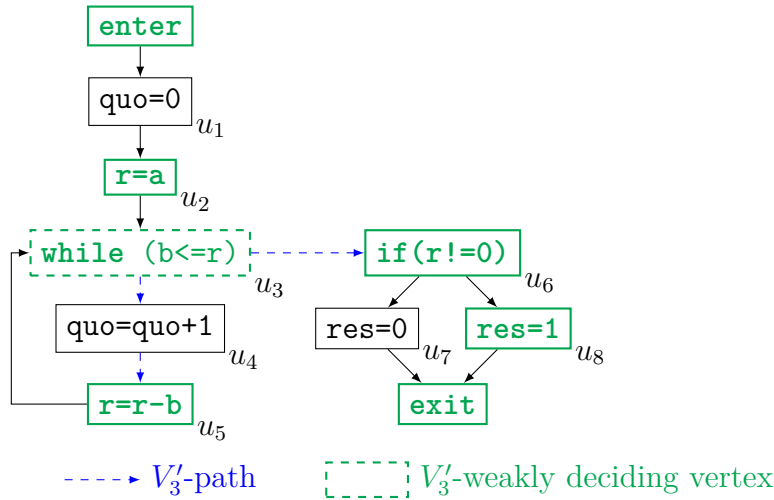 enter
quo=0
u1
r=a
u2
while (b<=r)
u3
if(r!=0)
u6
quo=quo+1
u4
res=0
u7
res=1
u8
r=r-b
u5
exit
V3′-path
V3′-weakly deciding vertex